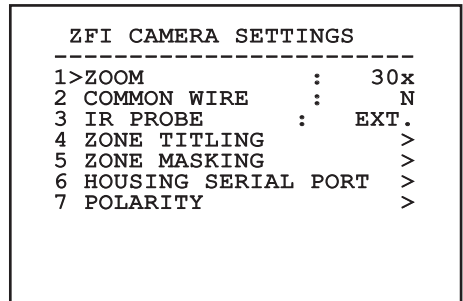 ZFI CAMERA SETTINGS
--------------------------
1>ZOOM : 30x
2 COMMON WIRE : N
3 IR PROBE : EXT.
4 ZONE TITLING >
5 ZONE MASKING >
6 HOUSING SERIAL PORT >
7 POLARITY >